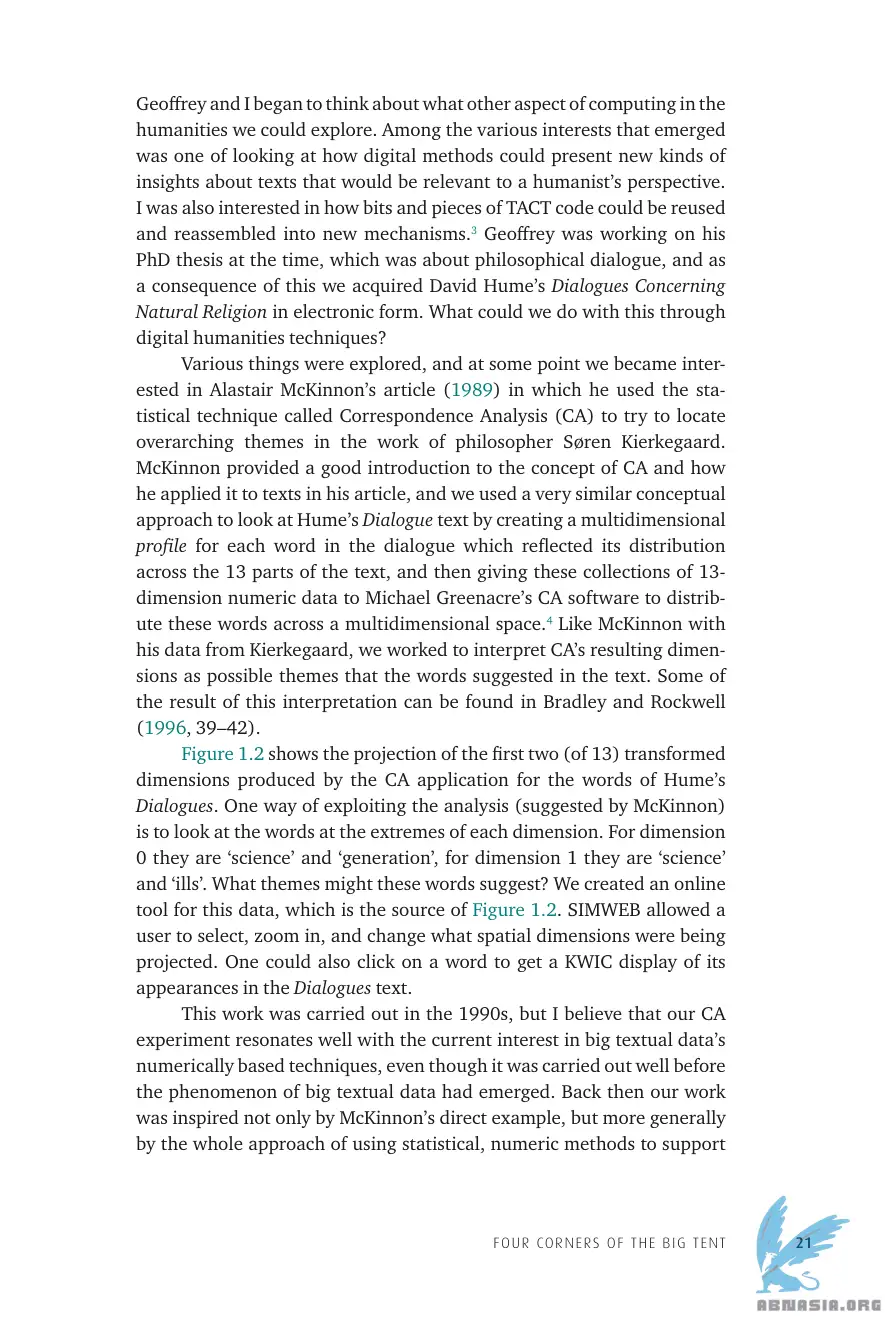 Geoffrey and I began to think about what other aspect of computing in the
humanities we could explore. Among the various interests that emerged
was one of looking at how digital methods could present new kinds of
insights about texts that would be relevant to a humanist’s perspective.
I was also interested in how bits and pieces of TACT code could be reused
and reassembled into new mechanisms.3 Geoffrey was working on his
PhD thesis at the time, which was about philosophical dialogue, and as
a consequence of this we acquired David Hume’s Dialogues Concerning
Natural Religion in electronic form. What could we do with this through
digital humanities techniques?
Various things were explored, and at some point we became inter-
ested in Alastair McKinnon’s article (1989) in which he used the sta-
tistical technique called Correspondence Analysis (CA) to try to locate
overarching themes in the work of philosopher Søren Kierkegaard.
McKinnon provided a good introduction to the concept of CA and how
he applied it to texts in his article, and we used a very similar conceptual
approach to look at Hume’s Dialogue text by creating a multidimensional
profile for each word in the dialogue which reflected its distribution
across the 13 parts of the text, and then giving these collections of 13-
dimension numeric data to Michael Greenacre’s CA software to distrib-
ute these words across a multidimensional space.4 Like McKinnon with
his data from Kierkegaard, we worked to interpret CA’s resulting dimen-
sions as possible themes that the words suggested in the text. Some of
the result of this interpretation can be found in Bradley and Rockwell
(1996, 39–42).
Figure 1.2 shows the projection of the first two (of 13) transformed
dimensions produced by the CA application for the words of Hume’s
Dialogues. One way of exploiting the analysis (suggested by McKinnon)
is to look at the words at the extremes of each dimension. For dimension
0 they are ‘science’ and ‘generation’, for dimension 1 they are ‘science’
and ‘ills’. What themes might these words suggest? We created an online
tool for this data, which is the source of Figure 1.2. SIMWEB allowed a
user to select, zoom in, and change what spatial dimensions were being
projected. One could also click on a word to get a KWIC display of its
appearances in the Dialogues text.
This work was carried out in the 1990s, but I believe that our CA
experiment resonates well with the current interest in big textual data’s
numerically based techniques, even though it was carried out well before
the phenomenon of big textual data had emerged. Back then our work
was inspired not only by McKinnon’s direct example, but more generally
by the whole approach of using statistical, numeric methods to support
FOUR CORNERS OF THE BIG TENT 21
ABNASIA.ORG